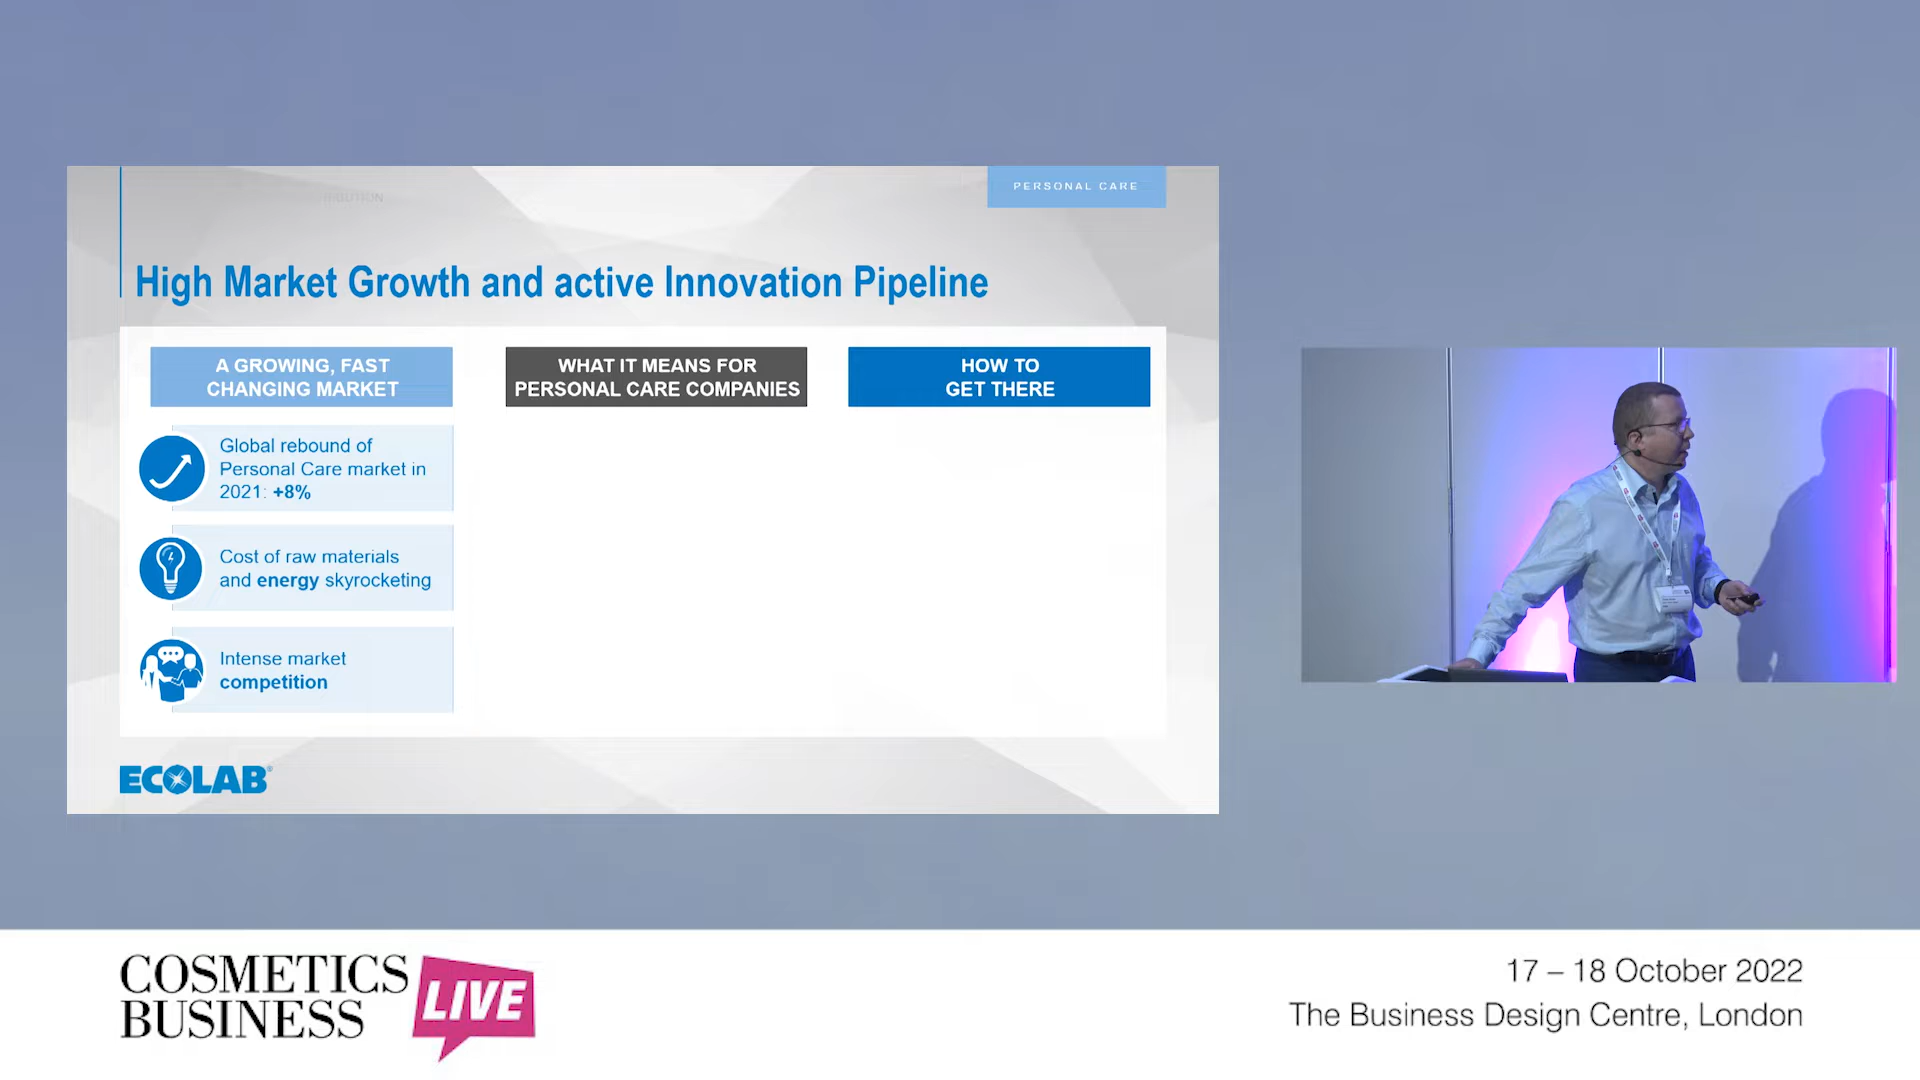 PERSONAL CARE
High Market Growth and active Innovation Pipeline
A GROWING, FAST
CHANGING MARKET
WHAT IT MEANS FOR
PERSONAL CARE COMPANIES
HOW TO
GET THERE
Global rebound of
Personal Care market in
2021: +8%
Cost of raw materials
and energy skyrocketing
Intense market
competition
ECOLAB®
COSMETICS
BUSINESS
LIVE
17 – 18 October 2022
The Business Design Centre, London